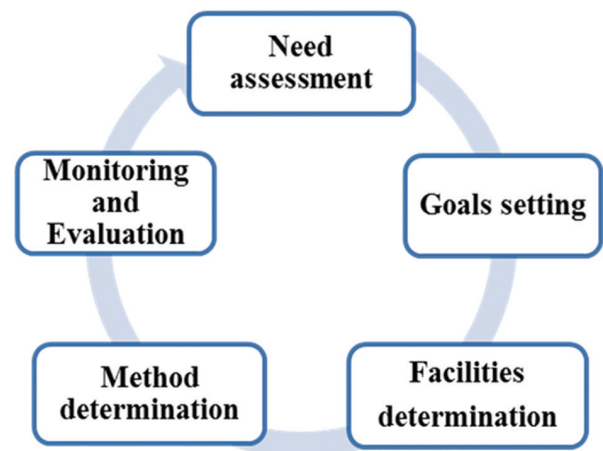 Need
assessment
Goals setting
Facilities
determination
Method
determination
Monitoring
and
Evaluation